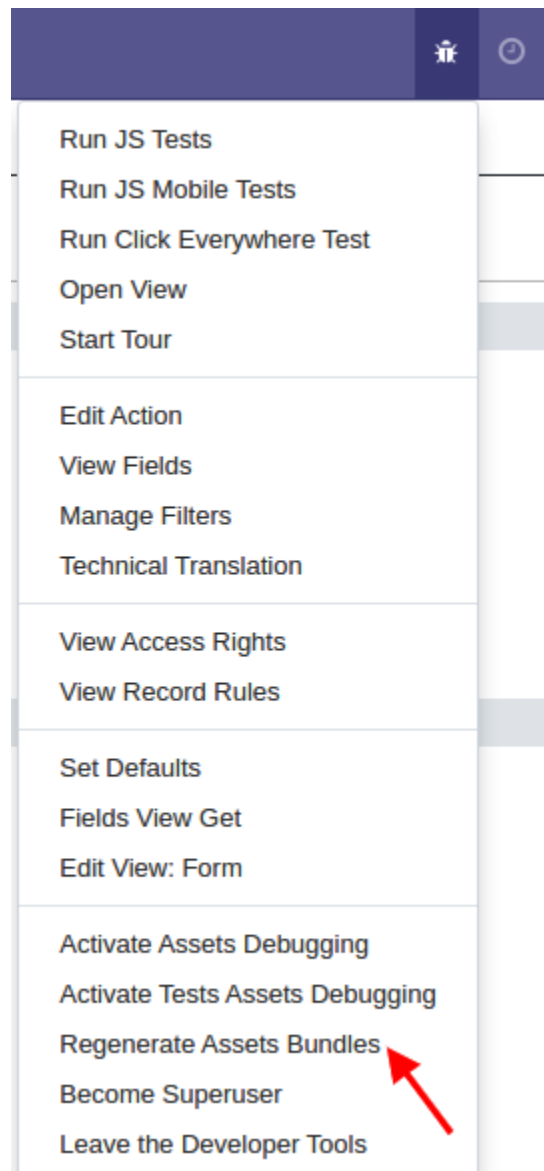 Run JS Tests
Run JS Mobile Tests
Run Click Everywhere Test
Open View
Start Tour
Edit Action
View Fields
Manage Filters
Technical Translation
View Access Rights
View Record Rules
Set Defaults
Fields View Get
Edit View: Form
Activate Assets Debugging
Activate Tests Assets Debugging
Regenerate Assets Bundles
Become Superuser
Leave the Developer Tools